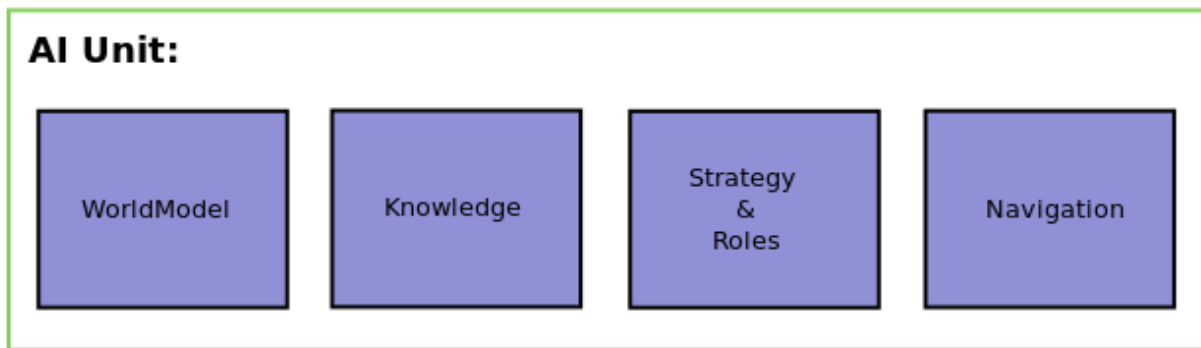 AI Unit:
WorldModel
Knowledge
Strategy
&
Roles
Navigation